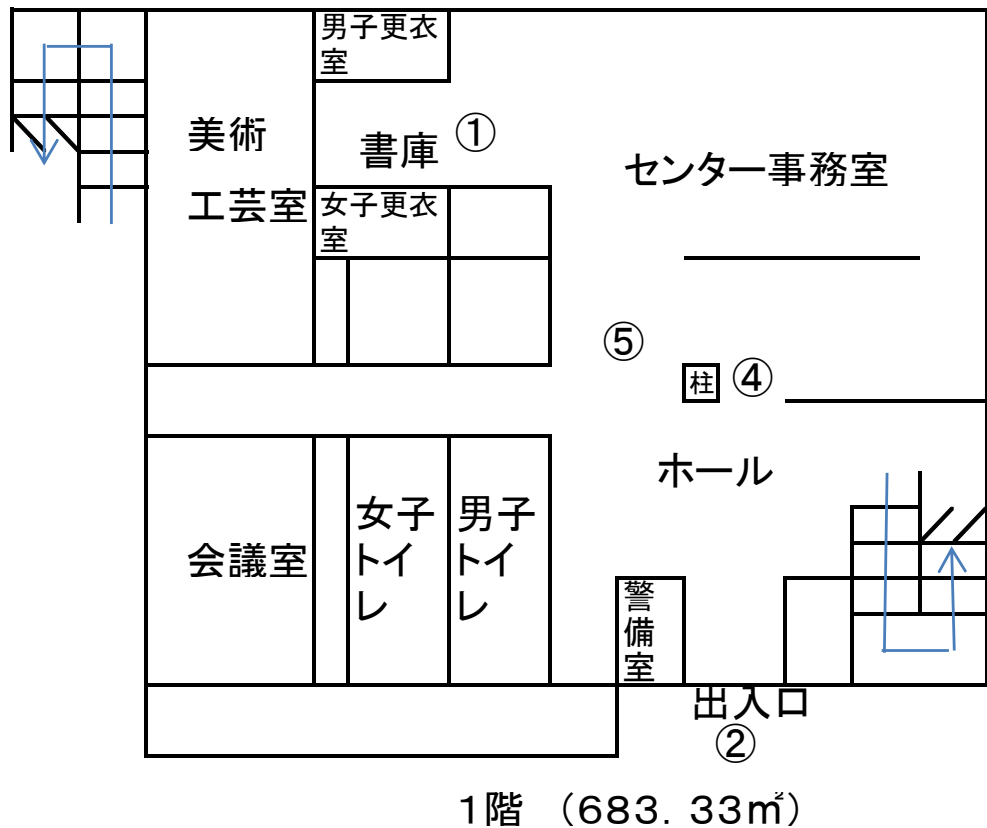 男子更衣
室
美術
工芸室
書庫
①
センター事務室
女子更衣
室
⑤
柱
④
ホール
会議室
女子
トイ
レ
男子
トイ
レ
警
備
室
出入口
②
1階 (683.33㎡)